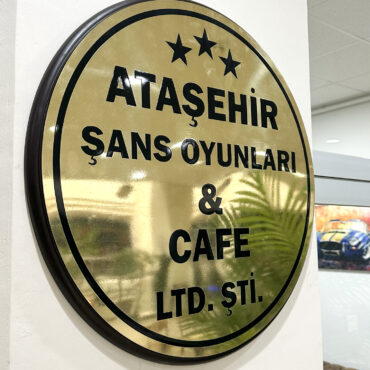 ATAŞEHİR
ŞANS OYUNLARI
&
CAFE
LTD. ŞTİ.